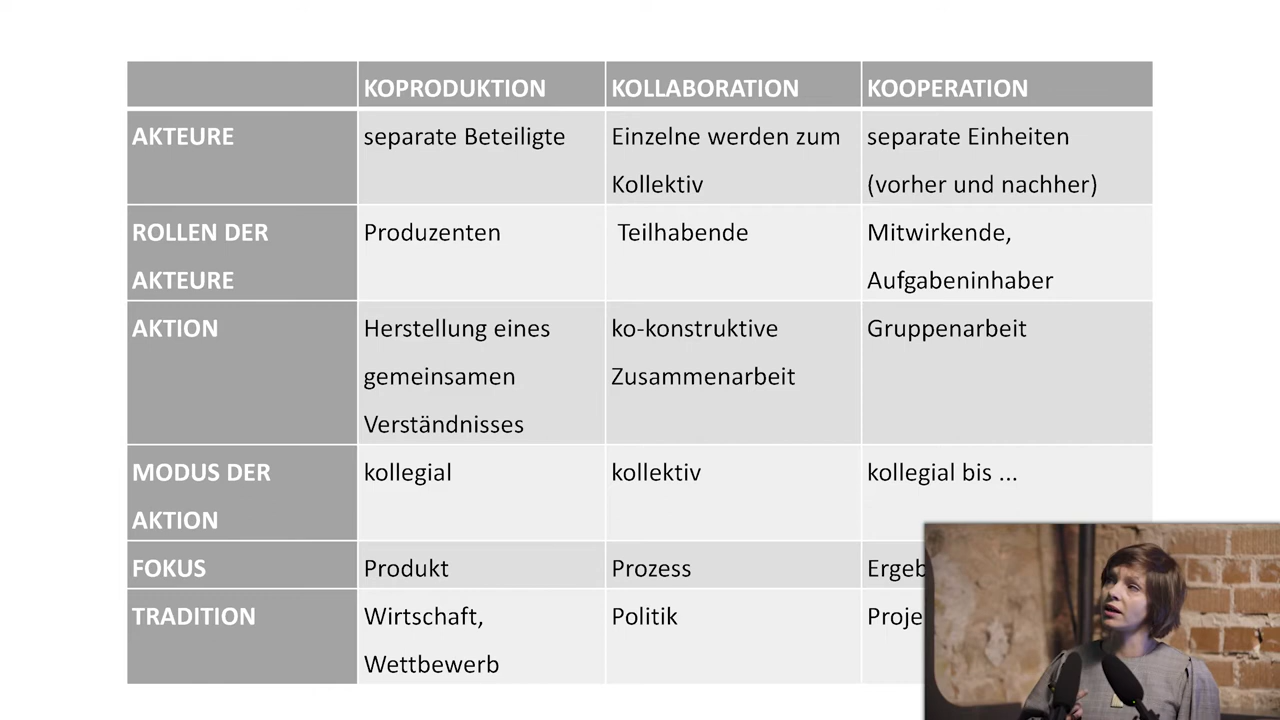 KOPRODUKTION KOLLABORATION KOOPERATION
AKTEURE separate Beteiligte Einzelne werden zum separate Einheiten
Kollektiv (vorher und nachher)
ROLLEN DER Produzenten Teilhabende Mitwirkende,
AKTEURE Aufgabeninhaber
AKTION Herstellung eines ko-konstruktive Gruppenarbeit
gemeinsamen Zusammenarbeit
Verständnisses
MODUS DER kollegial kollektiv kollegial bis ...
AKTION
FOKUS Produkt Prozess
TRADITION Wirtschaft, Politik
Wettbewerb